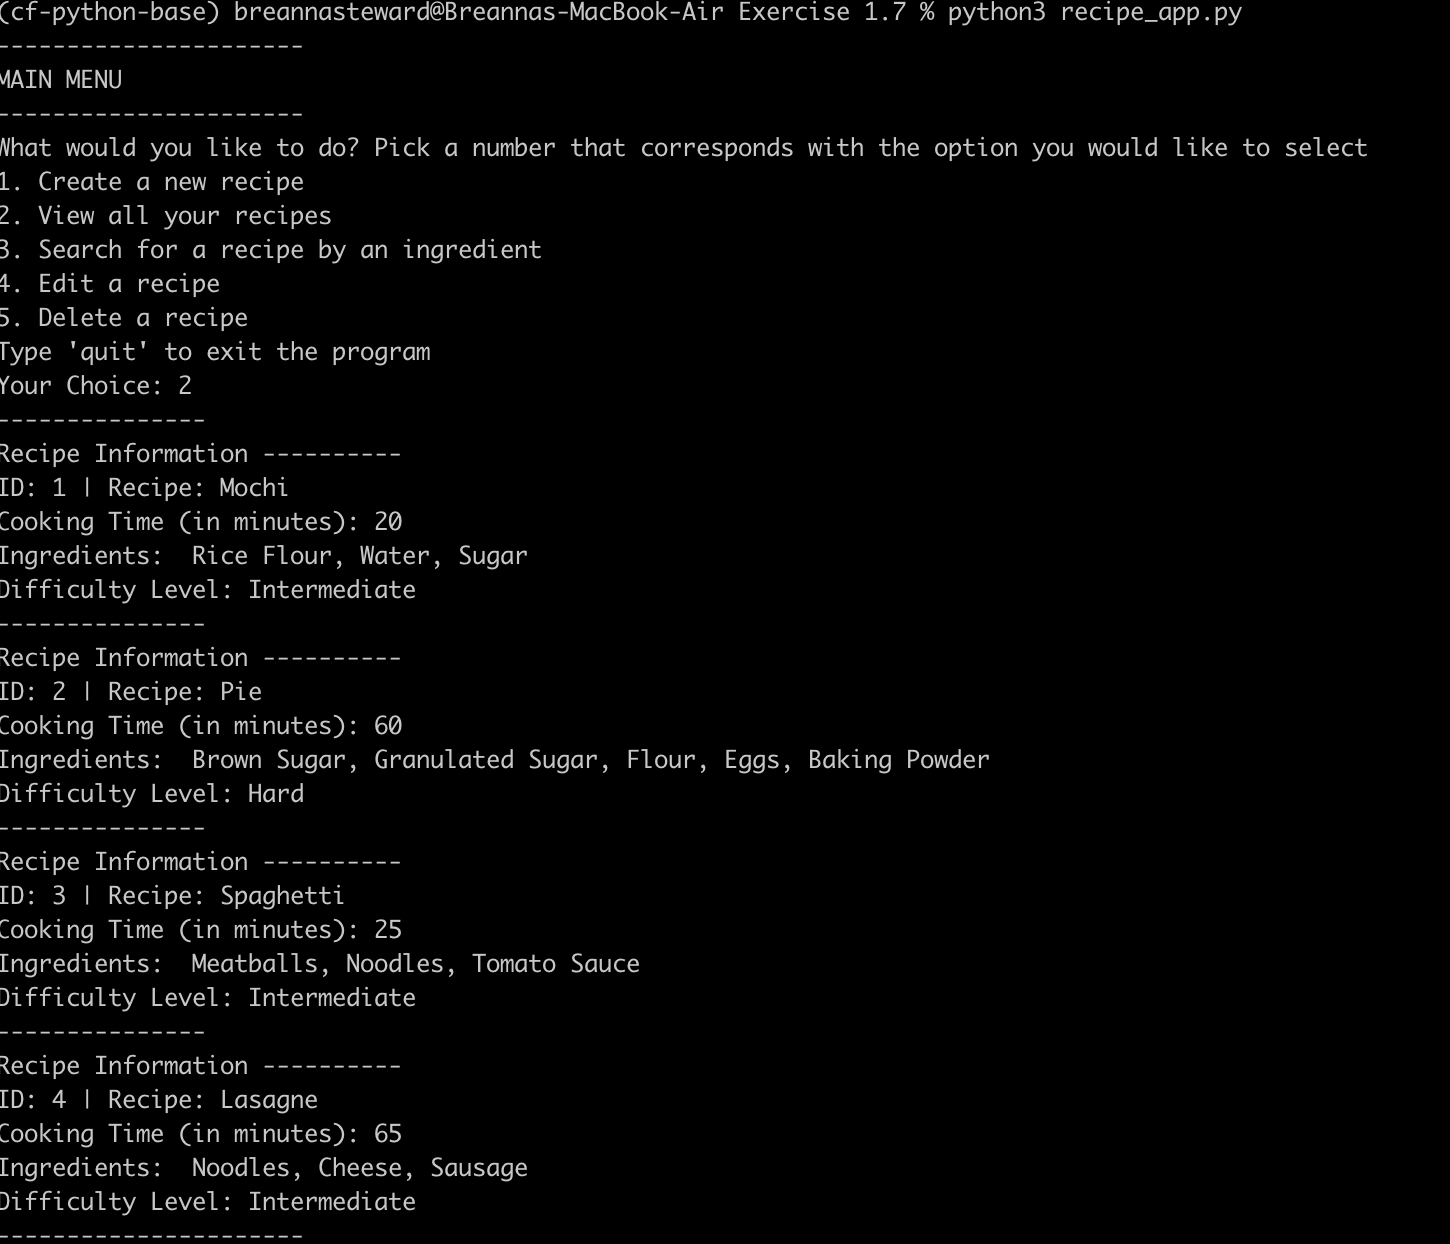 (cf-python-base) breannasteward@Breannas-MacBook-Air Exercise 1.7 % python3 recipe_app.py
----------------------
MAIN MENU
----------------------
What would you like to do? Pick a number that corresponds with the option you would like to select
1. Create a new recipe
2. View all your recipes
3. Search for a recipe by an ingredient
4. Edit a recipe
5. Delete a recipe
Type 'quit' to exit the program
Your Choice: 2
---------------
Recipe Information ----------
ID: 1 | Recipe: Mochi
Cooking Time (in minutes): 20
Ingredients:  Rice Flour, Water, Sugar
Difficulty Level: Intermediate
---------------
Recipe Information ----------
ID: 2 | Recipe: Pie
Cooking Time (in minutes): 60
Ingredients:  Brown Sugar, Granulated Sugar, Flour, Eggs, Baking Powder
Difficulty Level: Hard
---------------
Recipe Information ----------
ID: 3 | Recipe: Spaghetti
Cooking Time (in minutes): 25
Ingredients:  Meatballs, Noodles, Tomato Sauce
Difficulty Level: Intermediate
---------------
Recipe Information ----------
ID: 4 | Recipe: Lasagne
Cooking Time (in minutes): 65
Ingredients:  Noodles, Cheese, Sausage
Difficulty Level: Intermediate
----------------------